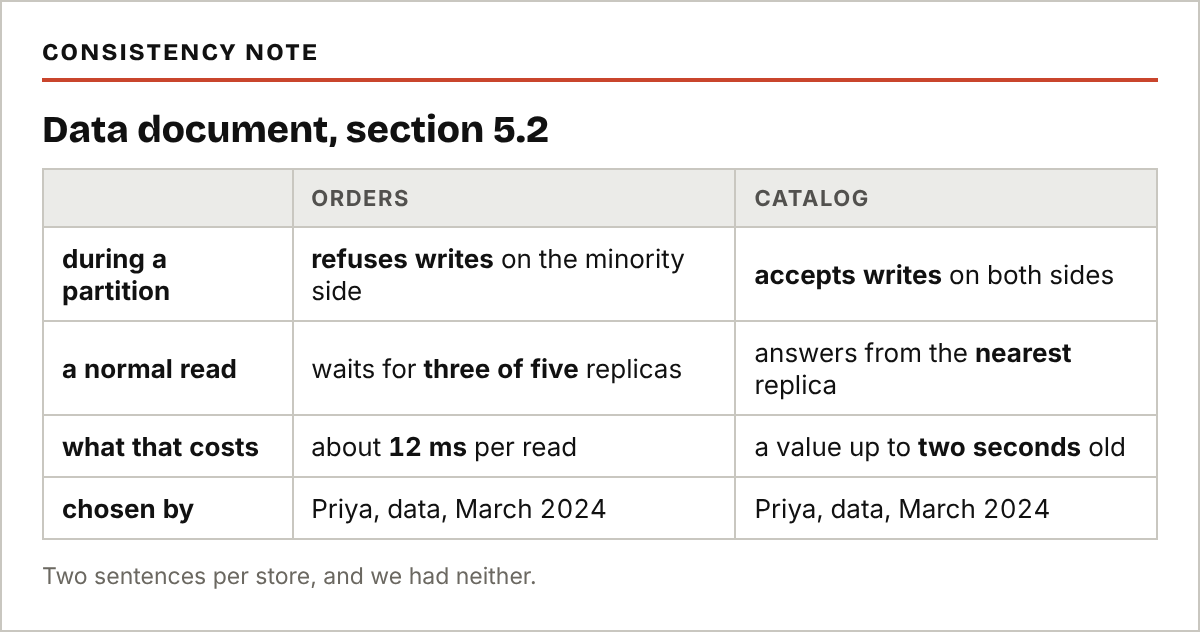 CONSISTENCY NOTE
Data document, section 5.2
ORDERS
CATALOG
during a
partition
refuses writes on the minority
side
accepts writes on both sides
a normal read
waits for three of five replicas
answers from the nearest
replica
what that costs
about 12 ms per read
a value up to two seconds old
chosen by
Priya, data, March 2024
Priya, data, March 2024
Two sentences per store, and we had neither.